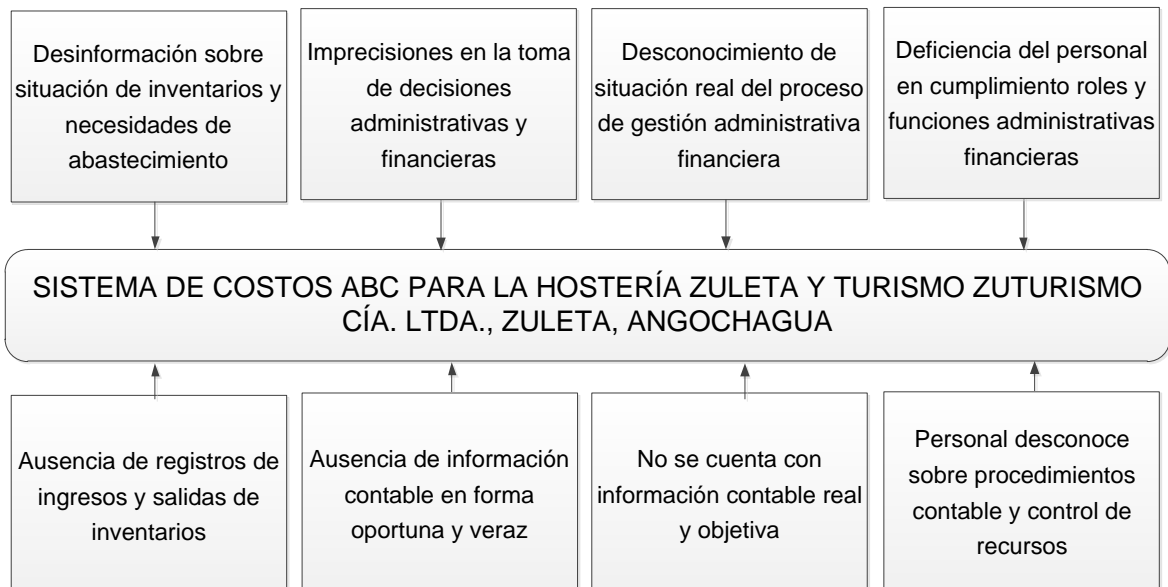 Desinformación sobre
situación de inventarios y
necesidades de
abastecimiento
Imprecisiones en la toma
de decisiones
administrativas y
financieras
Desconocimiento de
situación real del proceso
de gestión administrativa
financiera
Deficiencia del personal
en cumplimiento roles y
funciones administrativas
financieras
SISTEMA DE COSTOS ABC PARA LA HOSTERÍA ZULETA Y TURISMO ZUTURISMO
CÍA. LTDA., ZULETA, ANGOCHAGUA
Ausencia de registros de
ingresos y salidas de
inventarios
Ausencia de información
contable en forma
oportuna y veraz
No se cuenta con
información contable real
y objetiva
Personal desconoce
sobre procedimientos
contable y control de
recursos